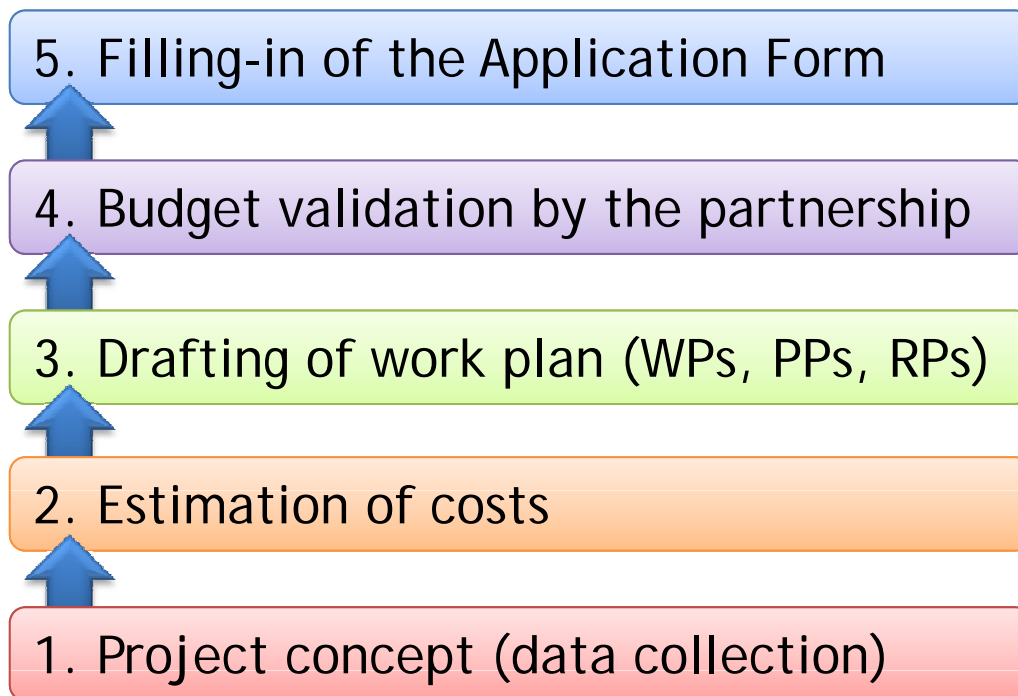 5. Filling-in of the Application Form
4. Budget validation by the partnership
3. Drafting of work plan (WPs, PPs, RPs)
2. Estimation of costs
1. Project concept (data collection)